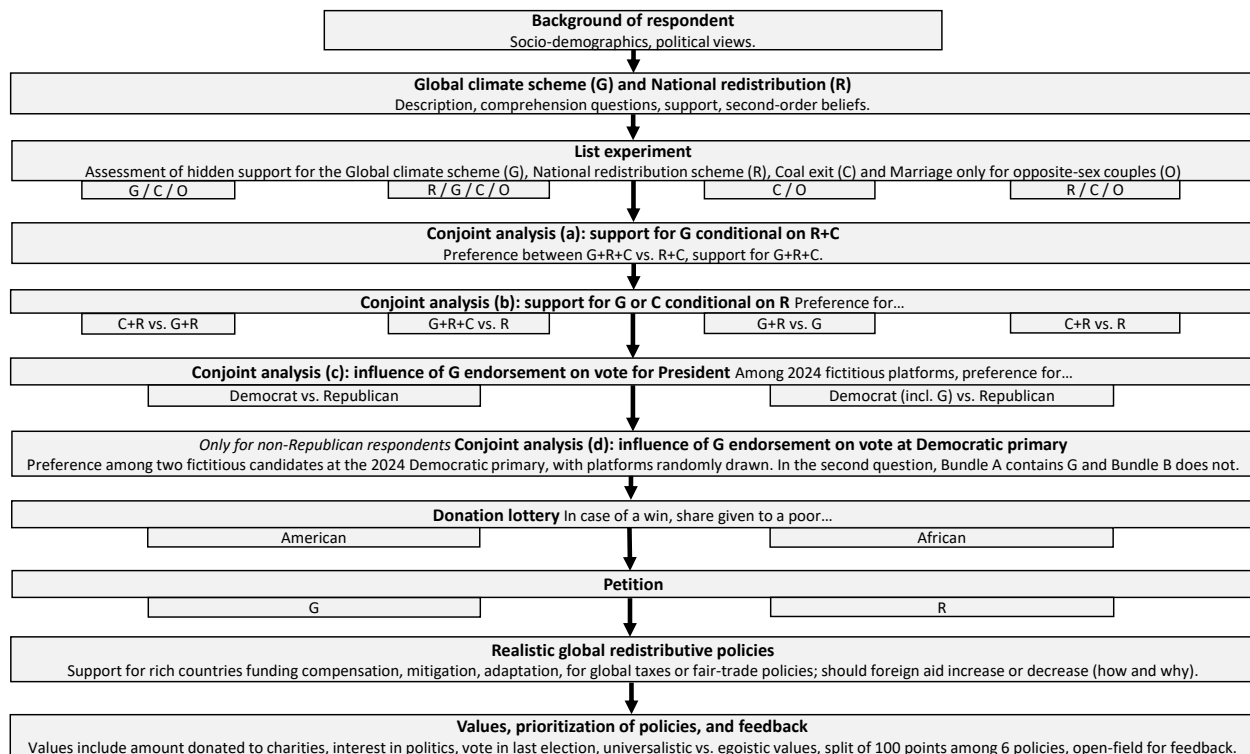 Background of respondent
Socio-demographics, political views.
Global climate scheme (G) and National redistribution (R)
Description, comprehension questions, support, second-order beliefs.
List experiment
Assessment of hidden support for the Global climate scheme (G), National redistribution scheme (R), Coal exit (C) and Marriage only for opposite-sex couples (O)
G / C / O
R / G / C / O
C / O
R / C / O
Conjoint analysis (a): support for G conditional on R+C
Preference between G+R+C vs. R+C, support for G+R+C.
Conjoint analysis (b): support for G or C conditional on R Preference for…
C+R vs. G+R
G+R+C vs. R
G+R vs. G
C+R vs. R
Conjoint analysis (c): influence of G endorsement on vote for President Among 2024 fictitious platforms, preference for…
Democrat vs. Republican
Democrat (incl. G) vs. Republican
Only for non-Republican respondents Conjoint analysis (d): influence of G endorsement on vote at Democratic primary
Preference among two fictitious candidates at the 2024 Democratic primary, with platforms randomly drawn. In the second question, Bundle A contains G and Bundle B does not.
Donation lottery In case of a win, share given to a poor…
American
African
Petition
G
R
Realistic global redistributive policies
Support for rich countries funding compensation, mitigation, adaptation, for global taxes or fair-trade policies; should foreign aid increase or decrease (how and why).
Values, prioritization of policies, and feedback
Values include amount donated to charities, interest in politics, vote in last election, universalistic vs. egoistic values, split of 100 points among 6 policies, open-field for feedback.